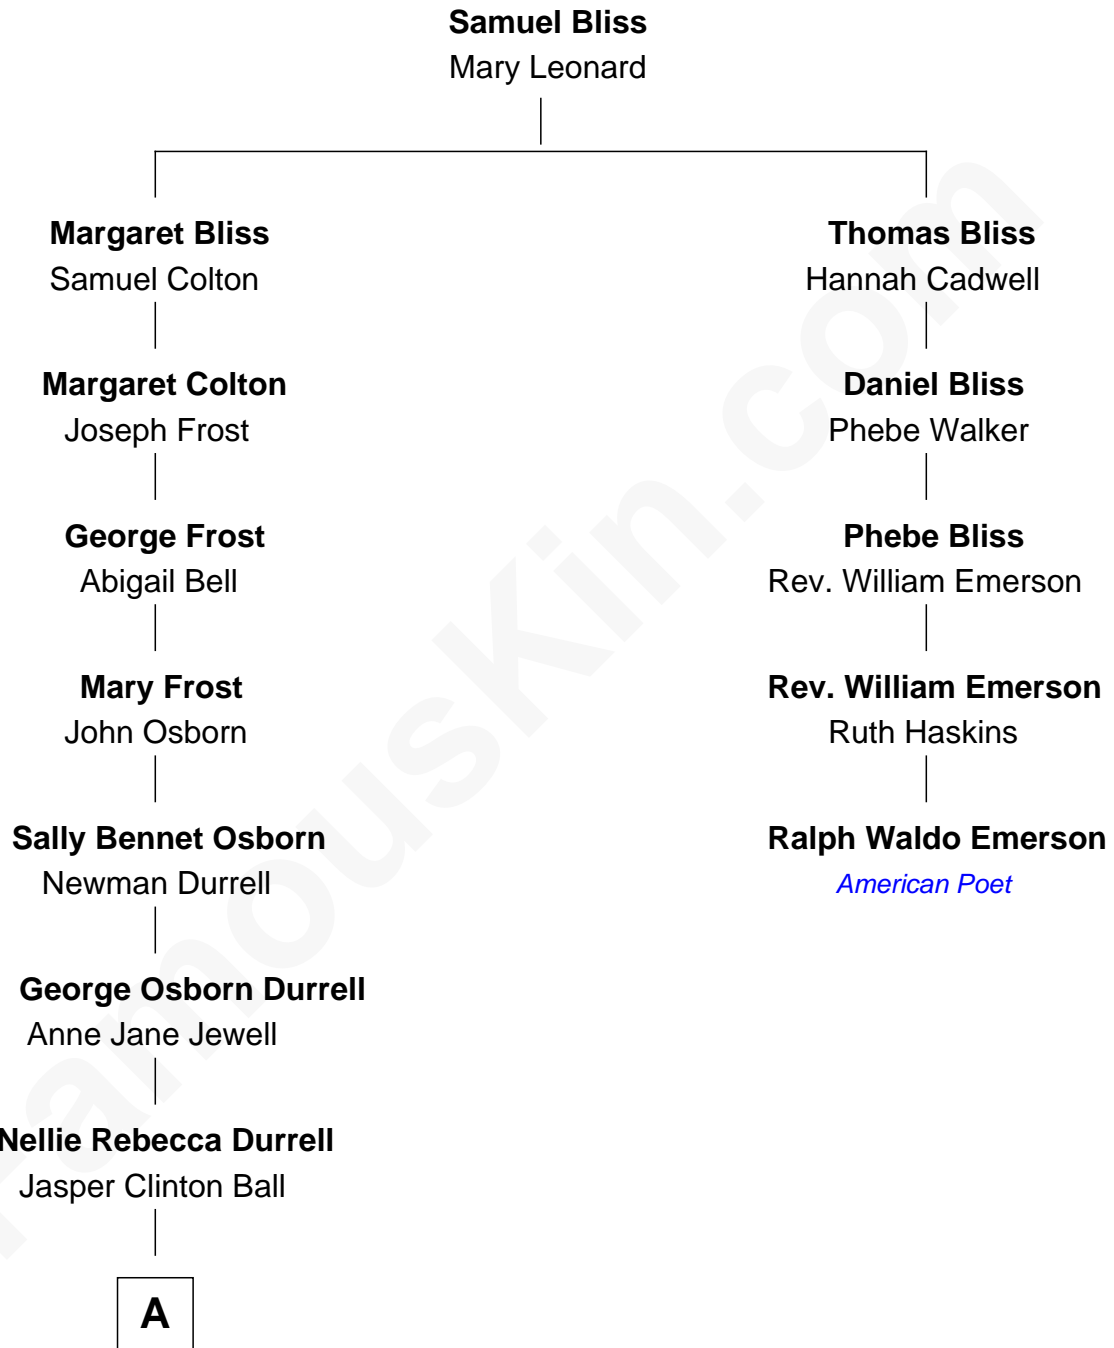 Samuel Bliss
Mary Leonard
Margaret Bliss
Samuel Colton
Thomas Bliss
Hannah Cadwell
Margaret Colton
Joseph Frost
Daniel Bliss
Phebe Walker
George Frost
Abigail Bell
Phebe Bliss
Rev. William Emerson
Mary Frost
John Osborn
Rev. William Emerson
Ruth Haskins
Sally Bennet Osborn
Newman Durrell
Ralph Waldo Emerson
American Poet
George Osborn Durrell
Anne Jane Jewell
Nellie Rebecca Durrell
Jasper Clinton Ball
A
FamousKin.com